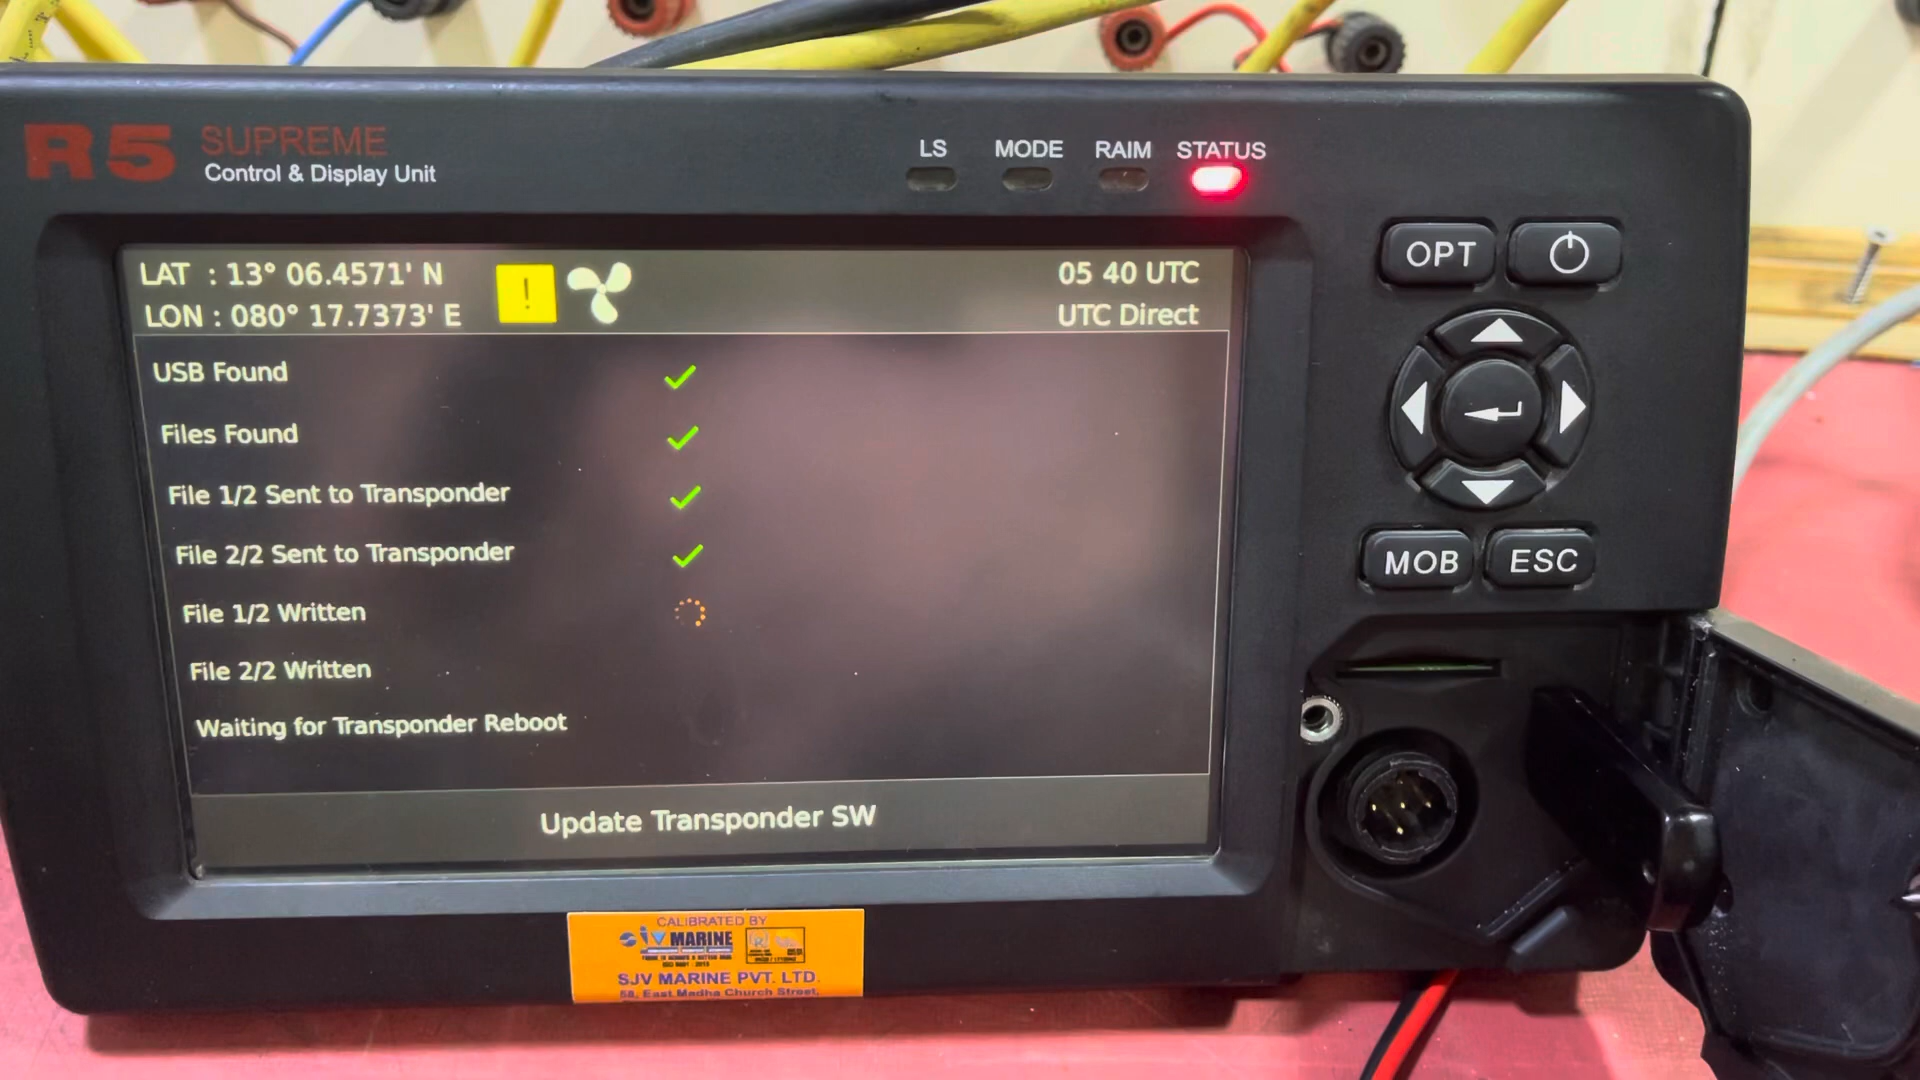 R5 SUPREME
Control & Display Unit
LS MODE RAIM STATUS
OPT
LAT : 13° 06.4571' N
LON : 080° 17.7373' E
!
05 40 UTC
UTC Direct
USB Found
Files Found
File 1/2 Sent to Transponder
File 2/2 Sent to Transponder
File 1/2 Written
File 2/2 Written
Waiting for Transponder Reboot
Update Transponder SW
MOB ESC
CALIBRATED BY
SJV MARINE
SJV MARINE PVT. LTD.
58, East Madha Church Street,